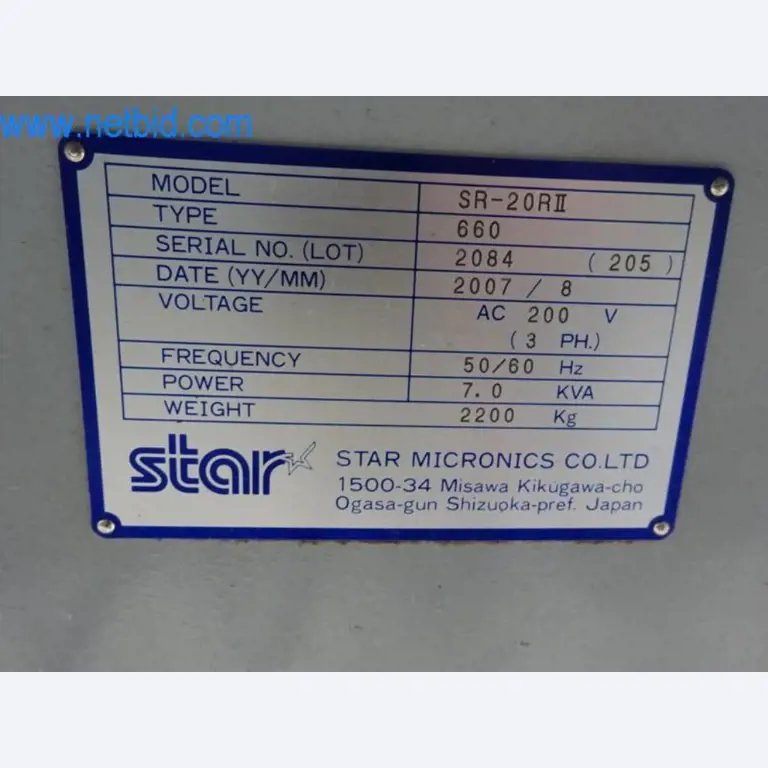 www.netbid.com
MODEL SR-20RⅡ
TYPE 660
SERIAL NO. (LOT) 2084 (205)
DATE (YY/MM) 2007 / 8
VOLTAGE AC 200 V
(3 PH.)
FREQUENCY 50/60 Hz
POWER 7.0 KVA
WEIGHT 2200 Kg
star STAR MICRONICS CO.LTD
1500-34 Misawa Kikugawa-cho
Ogasa-gun Shizuoka-pref. Japan